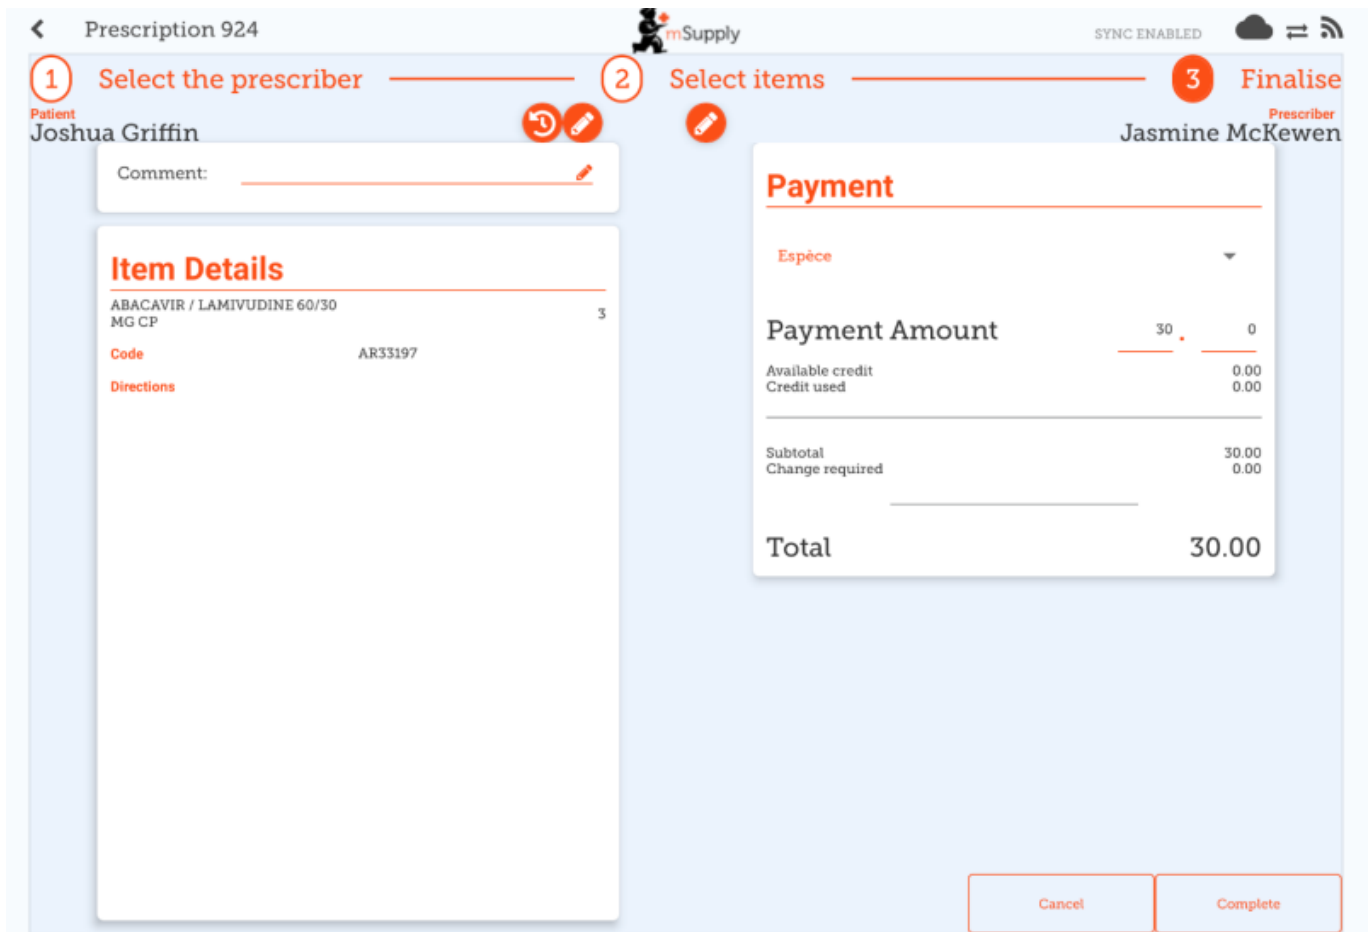 Prescription 924
mSupply
SYNC ENABLED
1 Select the prescriber
2 Select items
3 Finalise
Patient
Joshua Griffin
Prescriber
Jasmine McKewen
Comment:
Item Details
ABACAVIR / LAMIVUDINE 60/30
MG CP
3
Code AR33197
Directions
Payment
Espèce
Payment Amount 30 . 0
Available credit 0.00
Credit used 0.00
Subtotal 30.00
Change required 0.00
Total 30.00
Cancel
Complete